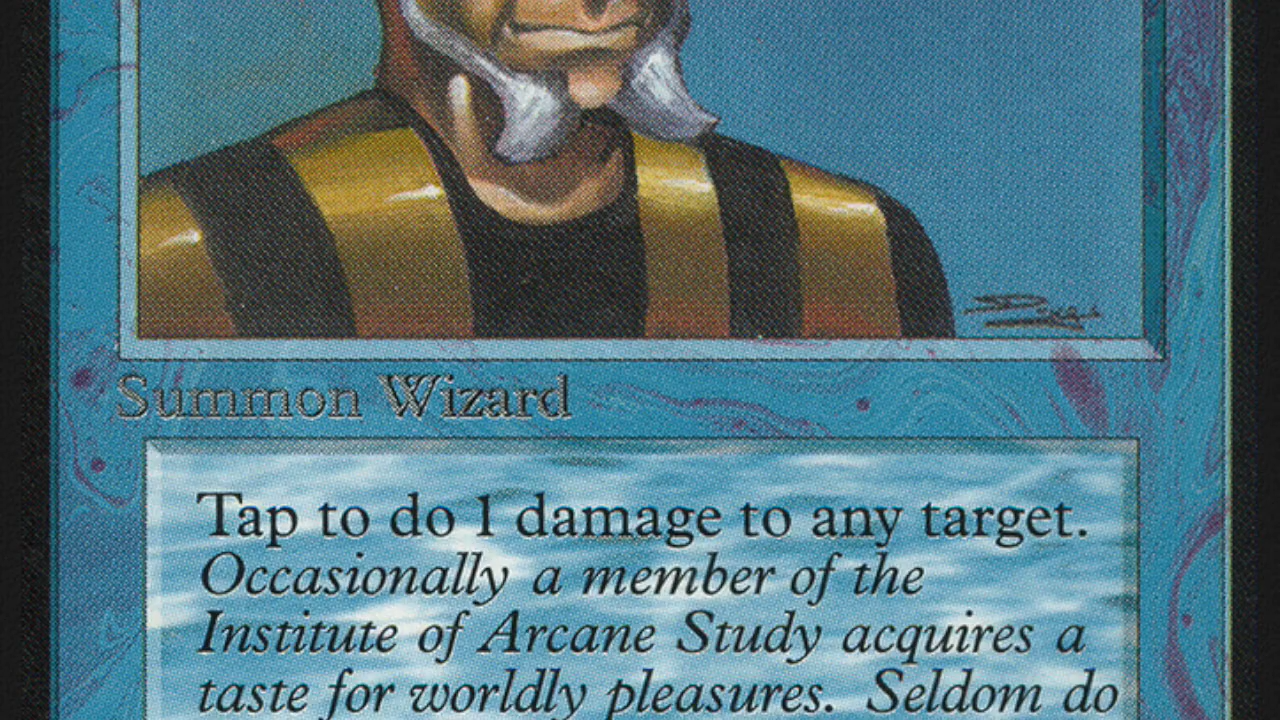 Summon Wizard
Tap to do 1 damage to any target.
Occasionally a member of the
Institute of Arcane Study acquires a
taste for worldly pleasures. Seldom do